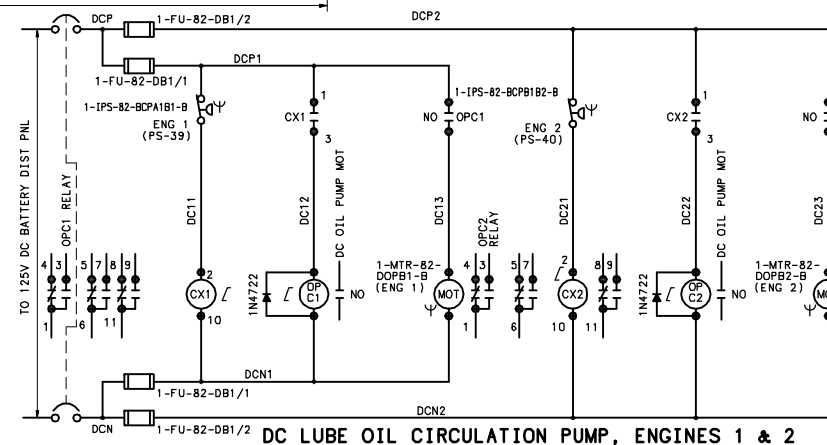 DCP
1-FU-82-DB1/2
DCP2
DCP1
1-FU-82-DB1/1
1-IPS-82-BCPA1B1-B
ENG 1
(PS-39)
CX1
1
3
NO
OPC1
1-IPS-82-BCPB1B2-B
ENG 2
(PS-40)
CX2
1
3
NO
TO 125V DC BATTERY DIST PNL
OPC1 RELAY
DC11
DC12
DC OIL PUMP MOT
DC13
OPC2
RELAY
DC21
DC22
DC OIL PUMP MOT
DC23
4 3
5 7 8 9
1
6
11
2
CX1
10
1N4722
OP
C1
NO
1-MTR-82-
DOPB1-B
(ENG 1)
MOT
4 3
5 7
1
6
2
CX2
10
8 9
11
1N4722
OP
C2
NO
1-MTR-82-
DOPB2-B
(ENG 2)
DCN1
1-FU-82-DB1/1
DCN2
DCN
1-FU-82-DB1/2
DC LUBE OIL CIRCULATION PUMP, ENGINES 1 & 2